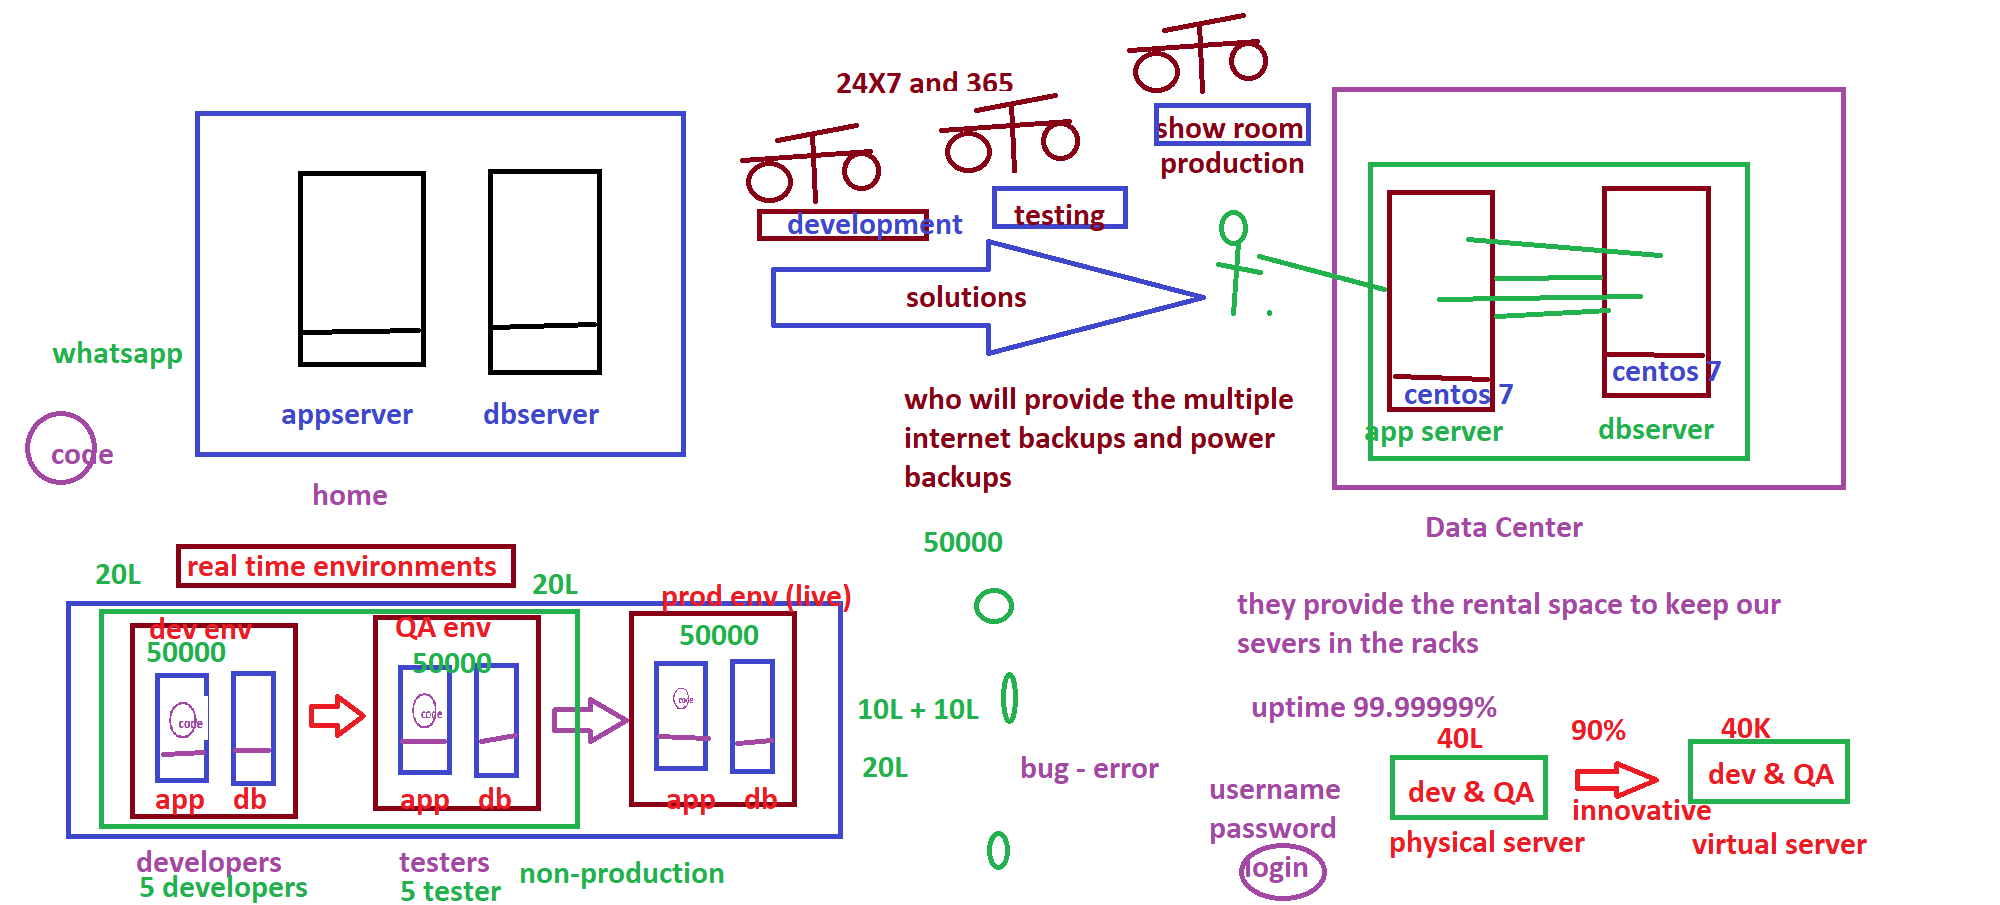 24X7 and 365
show room
production
development
testing
solutions
whatsapp
code
appserver
dbserver
home
centos 7
centos 7
app server
dbserver
Data Center
who will provide the multiple
internet backups and power
backups
50000
real time environments
20L
20L
prod env (live)
dev env
50000
QA env
50000
50000
code
code
code
app
db
app
db
app
db
developers
5 developers
testers
5 tester
non-production
10L + 10L
20L
bug - error
they provide the rental space to keep our
severs in the racks
uptime 99.99999%
40L
90%
40K
dev & QA
dev & QA
innovative
physical server
virtual server
username
password
login